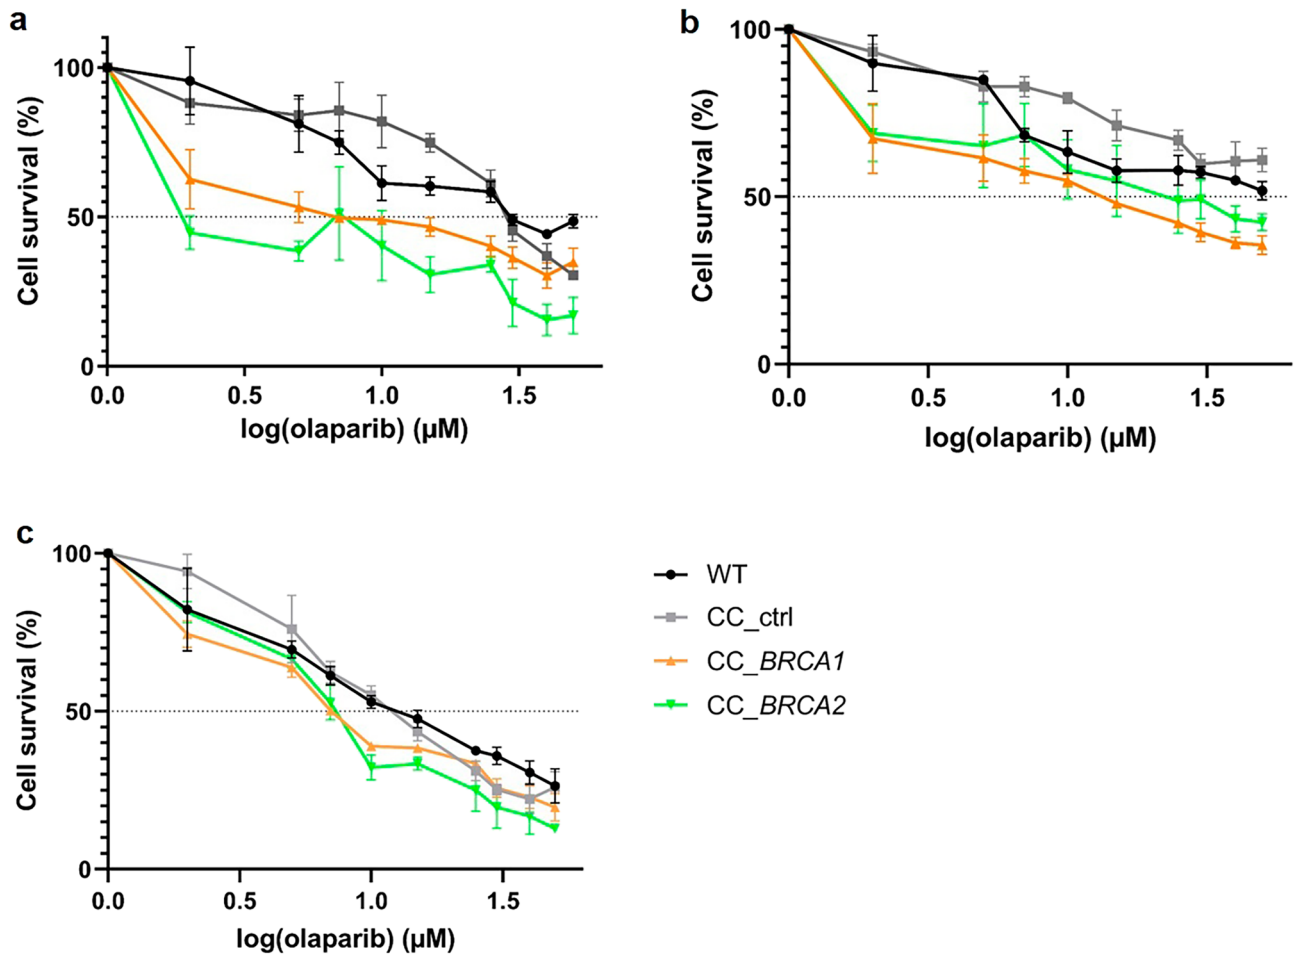 a
100
50
0
Cell survival (%)
0.0 0.5 1.0 1.5
log(olaparib) (µM)
b
100
50
0
Cell survival (%)
0.0 0.5 1.0 1.5
log(olaparib) (µM)
c
100
50
0
Cell survival (%)
0.0 0.5 1.0 1.5
log(olaparib) (µM)
WT
CC_ctrl
CC_BRCA1
CC_BRCA2